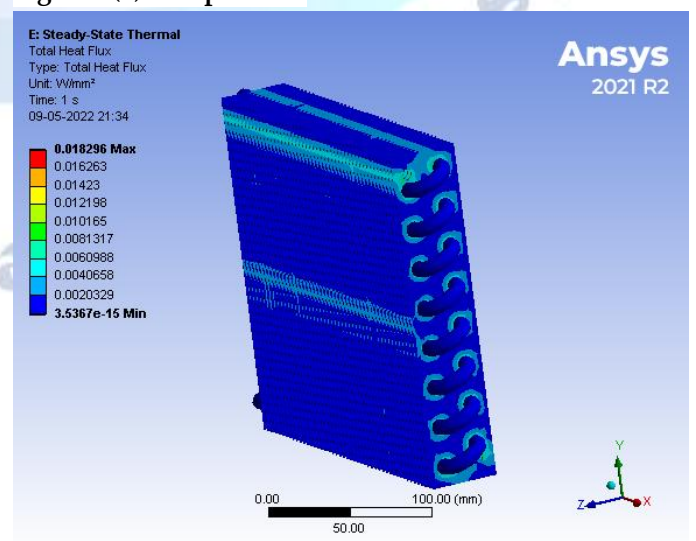 E: Steady-State Thermal
Total Heat Flux
Type: Total Heat Flux
Unit: W/mm²
Time: 1 s
09-05-2022 21:34
Ansys
2021 R2
0.018296 Max
0.016263
0.01423
0.012198
0.010165
0.0081317
0.0060988
0.0040658
0.0020329
3.5367e-15 Min
0.00
100.00 (mm)
50.00
Y
Z
X